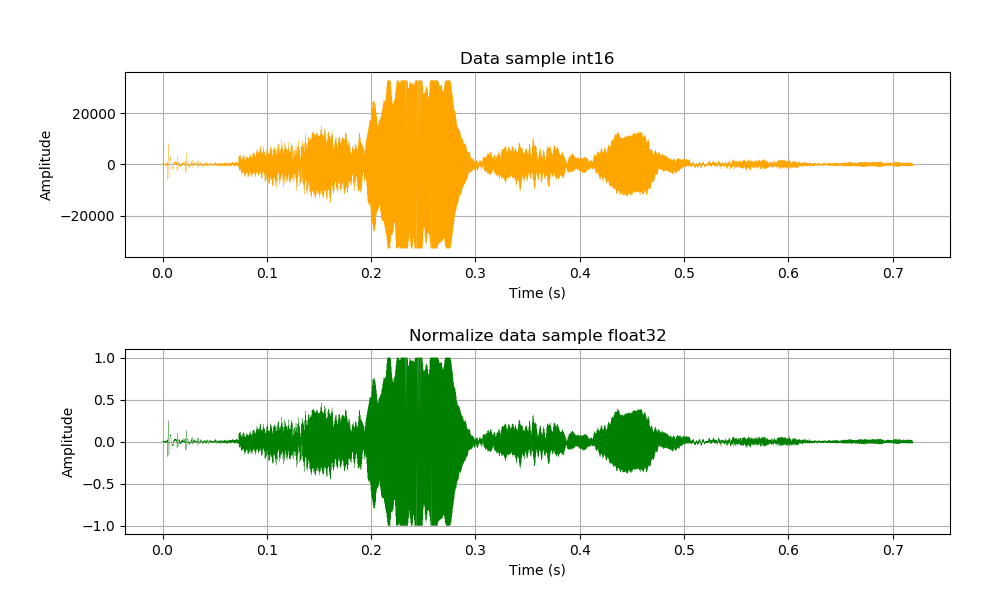 Data sample int16
20000
0
−20000
Amplitude
0.0 0.1 0.2 0.3 0.4 0.5 0.6 0.7
Time (s)
Normalize data sample float32
1.0
0.5
0.0
−0.5
−1.0
Amplitude
0.0 0.1 0.2 0.3 0.4 0.5 0.6 0.7
Time (s)